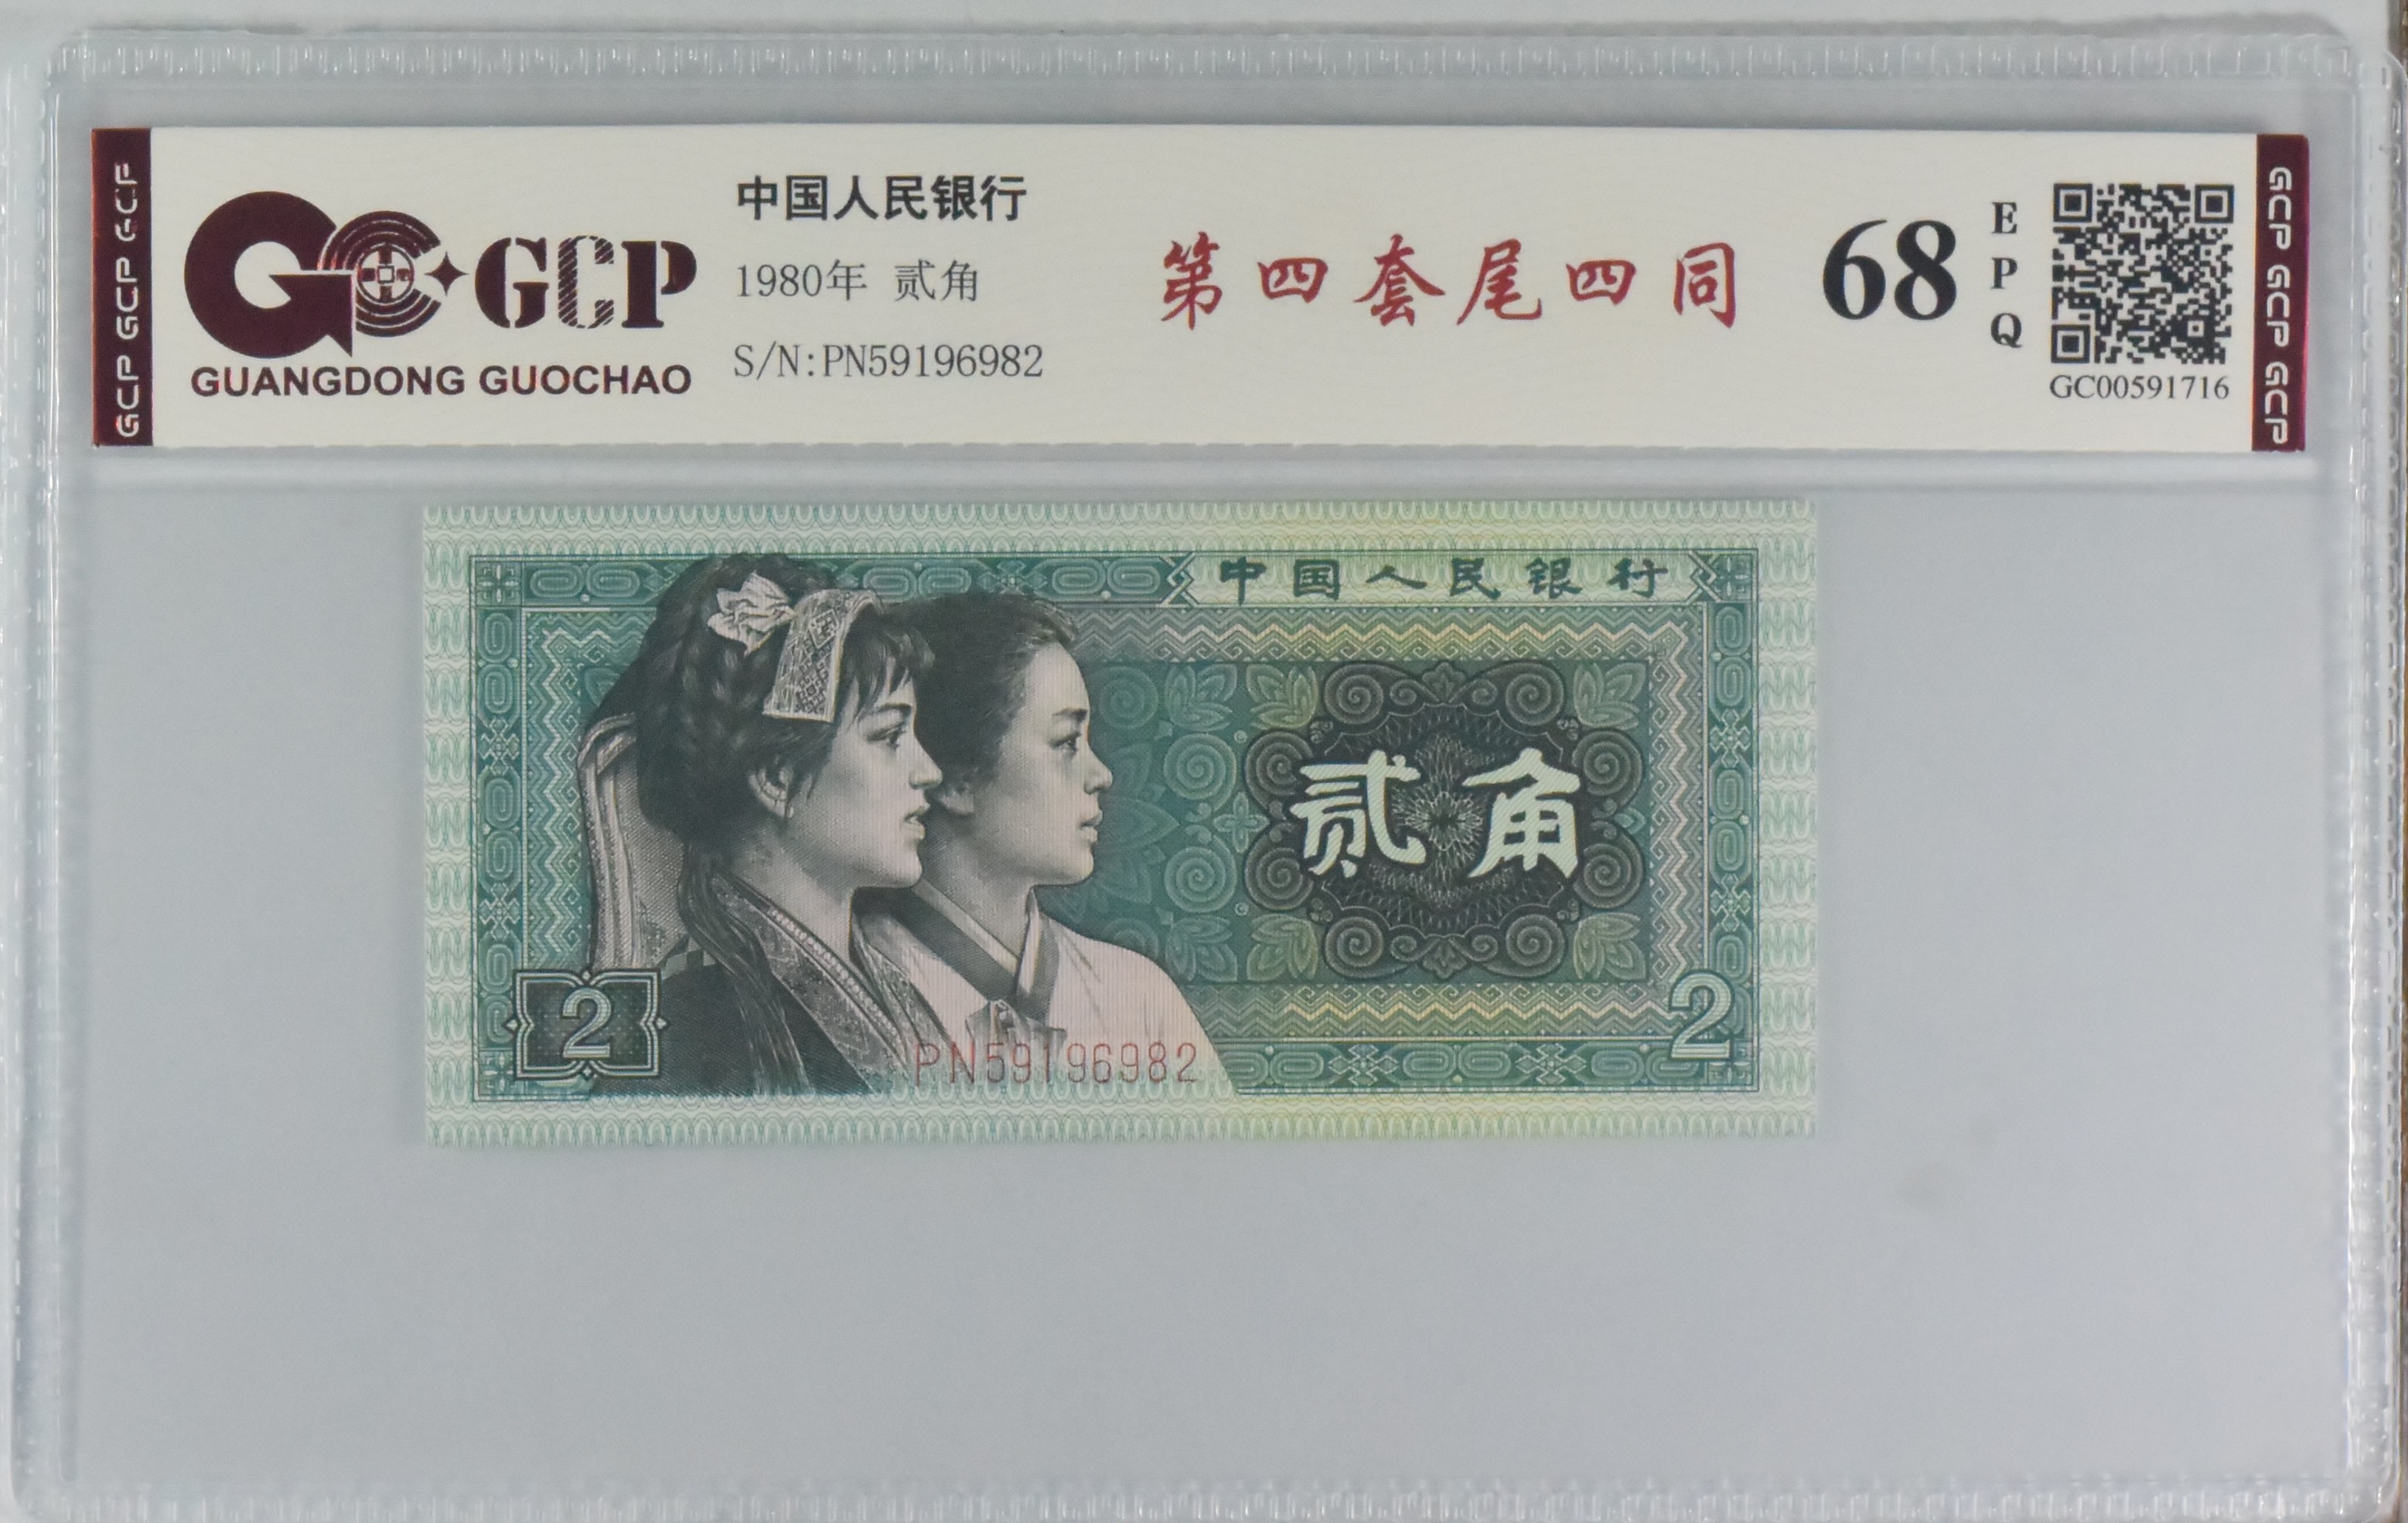 GCP GCP GCP
GCP
GUANGDONG GUOCHAO
中国人民银行
1980年 贰角
S/N:PN59196982
第四套尾四同
68
EPQ
GC00591716
GCP GCP GCP
中国人民银行
贰角
2
PN59196982
2